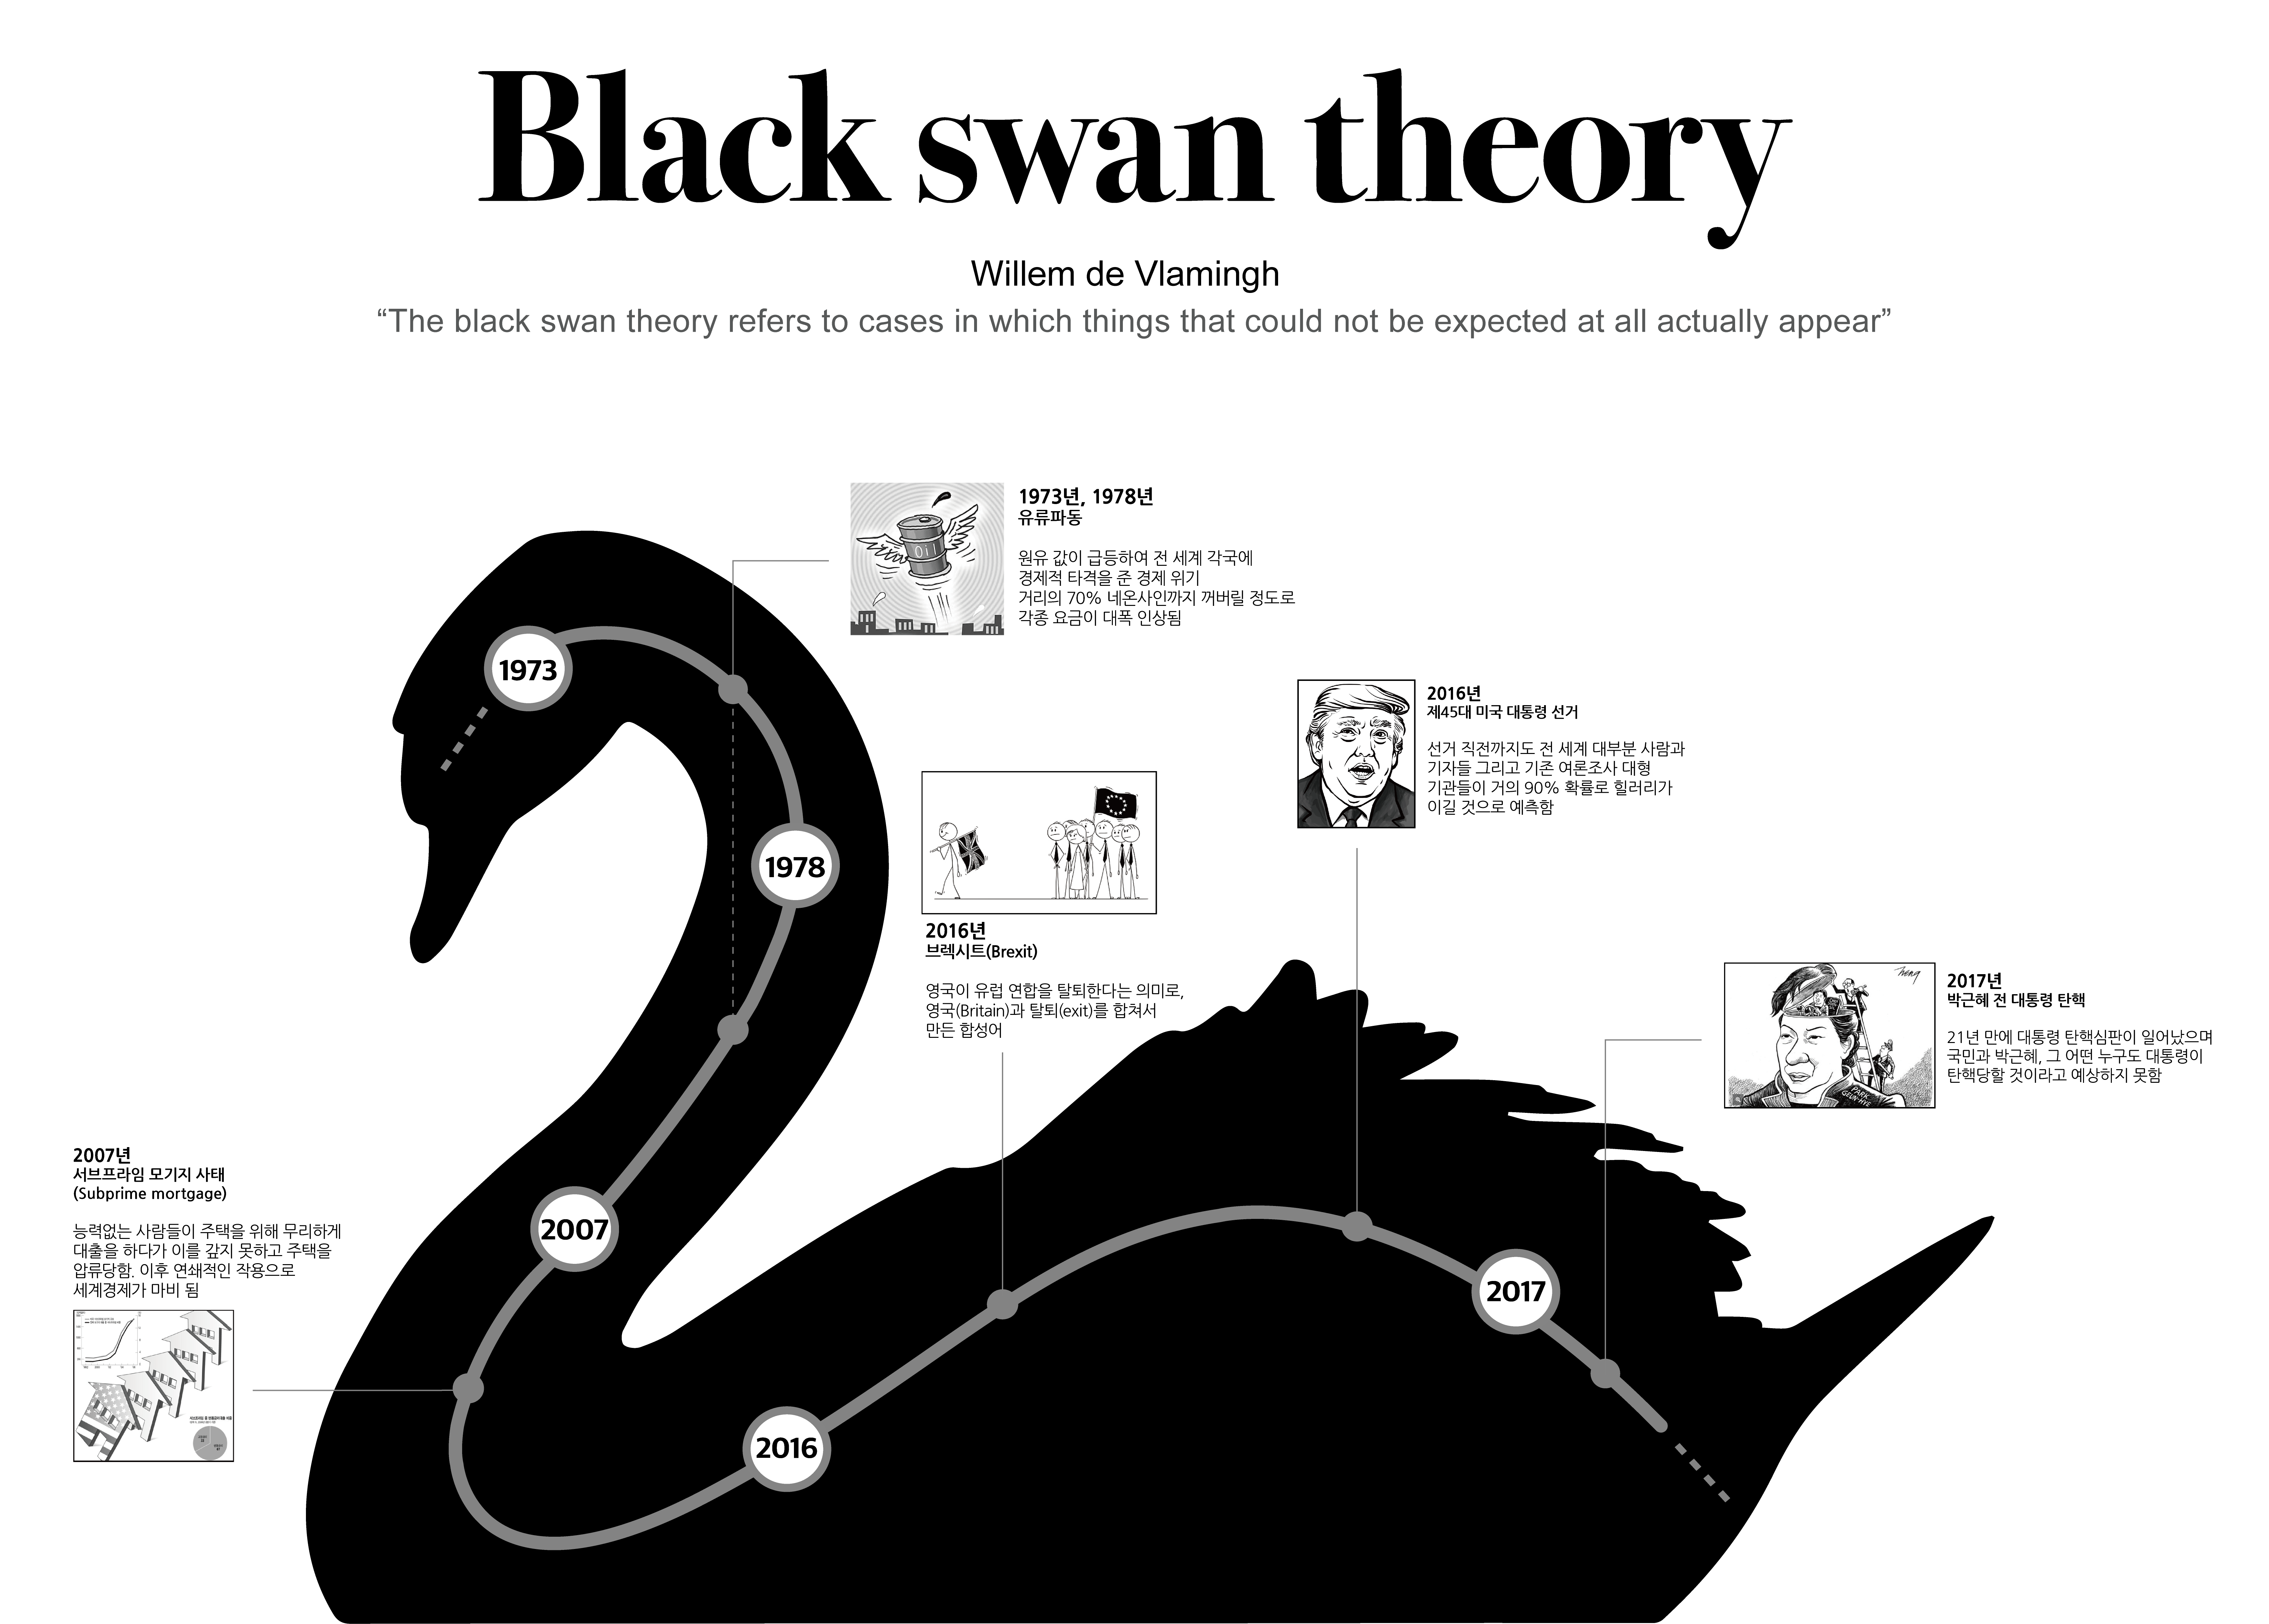 Black swan theory
Willem de Vlamingh
“The black swan theory refers to cases in which things that could not be expected at all actually appear”
1973년, 1978년
유류파동
원유 값이 급등하여 전 세계 각국에
경제적 타격을 준 경제 위기
거리의 70% 네온사인까지 꺼버릴 정도로
각종 요금이 대폭 인상됨
Oil
1973
1978
2016년
제45대 미국 대통령 선거
선거 직전까지도 전 세계 대부분 사람과
기자들 그리고 기존 여론조사 대형
기관들이 거의 90% 확률로 힐러리가
이길 것으로 예측함
2016년
브렉시트(Brexit)
영국이 유럽 연합을 탈퇴한다는 의미로,
영국(Britain)과 탈퇴(exit)를 합쳐서
만든 합성어
2017년
박근혜 전 대통령 탄핵
21년 만에 대통령 탄핵심판이 일어났으며
국민과 박근혜, 그 어떤 누구도 대통령이
탄핵당할 것이라고 예상하지 못함
PARK
GEUN-HYE
2007년
서브프라임 모기지 사태
(Subprime mortgage)
능력없는 사람들이 주택을 위해 무리하게
대출을 하다가 이를 갚지 못하고 주택을
압류당함. 이후 연쇄적인 작용으로
세계경제가 마비 됨
2007
2017
2016